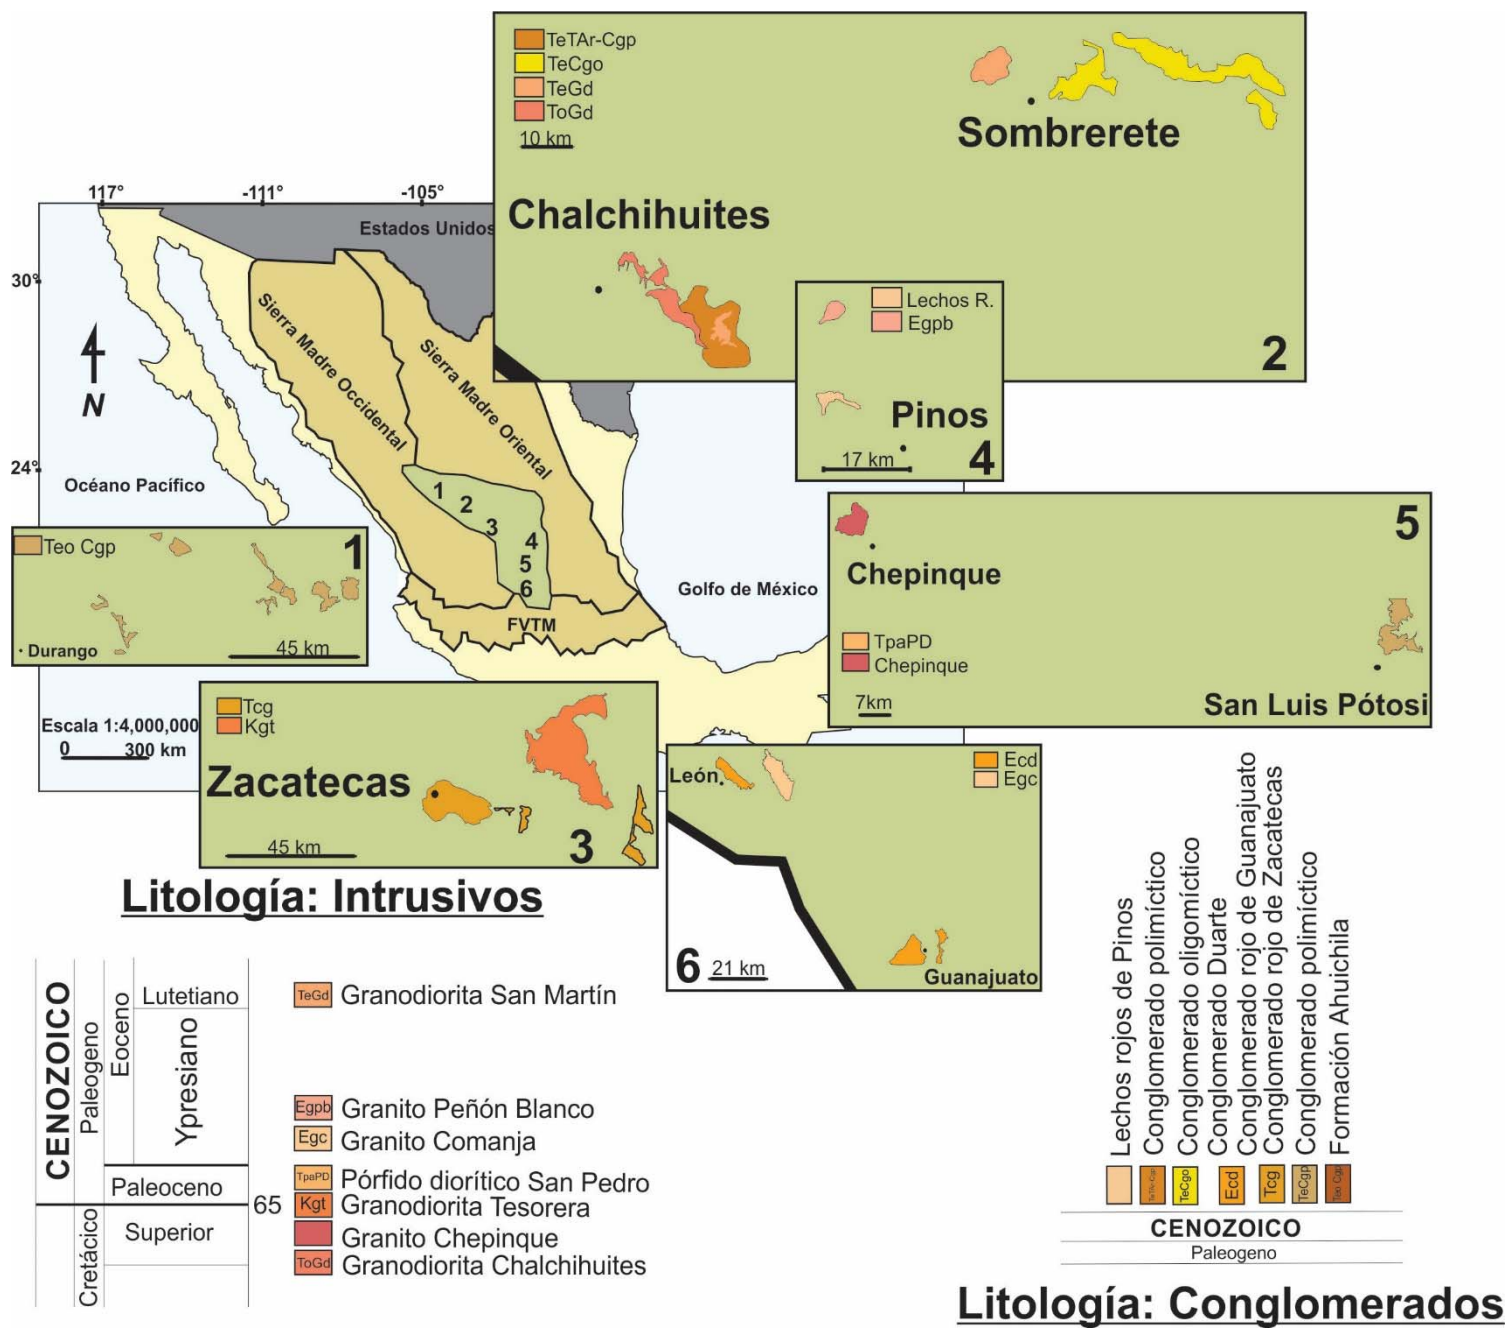 TeTAr-Cgp
TeCgo
TeGd
ToGd
10 km
Sombrerete
Chalchihuites
2
117°
-111°
-105°
30°
24°
Estados Unidos
Sierra Madre Occidental
Sierra Madre Oriental
N
Océano Pacífico
Golfo de México
1
2
3
4
5
6
FVTM
Lechos R.
Egpb
Pinos
17 km
4
Teo Cgp
1
Durango
45 km
5
Chepinque
TpaPD
Chepinque
7km
San Luis Pótosi
Escala 1:4,000,000
0 300 km
Tcg
Kgt
Zacatecas
45 km
3
León
Ecd
Egc
6
21 km
Guanajuato
Litología: Intrusivos
CENOZOICO
Paleogeno
Eoceno
Lutetiano
Ypresiano
Paleoceno
65
Cretácico
Superior
TeGd Granodiorita San Martín
Egpb Granito Peñón Blanco
Egc Granito Comanja
TpaPD Pórfido diorítico San Pedro
Kgt Granodiorita Tesorera
Granito Chepinque
ToGd Granodiorita Chalchihuites
Lechos rojos de Pinos
TeTAr-Cgp Conglomerado polimíctico
TeCgo Conglomerado oligomíctico
Conglomerado Duarte
Ecd Conglomerado rojo de Guanajuato
Tcg Conglomerado rojo de Zacatecas
TeCgp Conglomerado polimíctico
Teo Cgp Formación Ahuichila
CENOZOICO
Paleogeno
Litología: Conglomerados